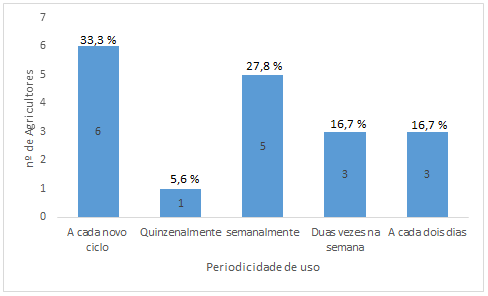 7
6
5
4
3
2
1
0
nº de Agricultores
33,3 %
6
5,6 %
1
27,8 %
5
16,7 %
3
16,7 %
3
A cada novo
ciclo
Quinzenalmente
semanalmente
Duas vezes na
semana
A cada dois dias
Periodicidade de uso